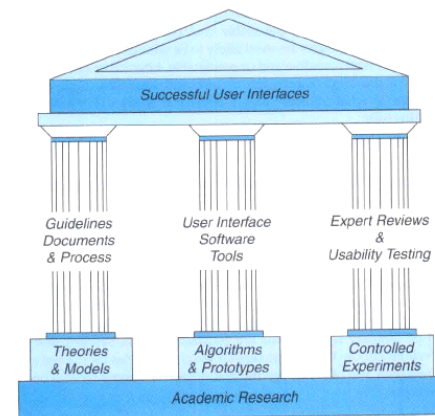 Successful User Interfaces
Guidelines
Documents
& Process
User Interface
Software
Tools
Expert Reviews
&
Usability Testing
Theories
& Models
Algorithms
& Prototypes
Controlled
Experiments
Academic Research